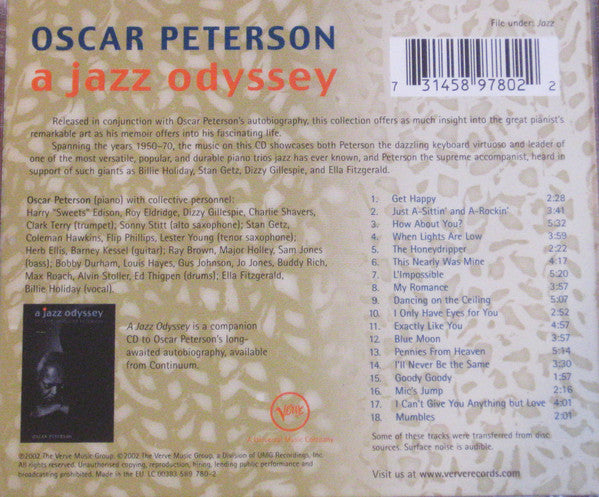 File under: Jazz
OSCAR PETERSON
a jazz odyssey
7 31458 97802 2
Released in conjunction with Oscar Peterson's autobiography, this collection offers as much insight into the great pianist's
remarkable art as his memoir offers into his fascinating life.
Spanning the years 1950–70, the music on this CD showcases both Peterson the dazzling keyboard virtuoso and leader of
one of the most versatile, popular, and durable piano trios jazz has ever known, and Peterson the supreme accompanist, heard
in support of such giants as Billie Holiday, Stan Getz, Dizzy Gillespie, and Ella Fitzgerald.
Oscar Peterson (piano) with collective personnel:
Harry "Sweets" Edison, Roy Eldridge, Dizzy Gillespie, Charlie Shavers,
Clark Terry (trumpet); Sonny Stitt (alto saxophone); Stan Getz,
Coleman Hawkins, Flip Phillips, Lester Young (tenor saxophone);
Herb Ellis, Barney Kessel (guitar); Ray Brown, Major Holley, Sam Jones
(bass); Bobby Durham, Louis Hayes, Gus Johnson, Jo Jones, Buddy Rich,
Max Roach, Alvin Stoller, Ed Thigpen (drums); Ella Fitzgerald,
Billie Holiday (vocal).
1. Get Happy 2:28
2. Just A-Sittin' and A-Rockin' 3:41
3. How About You? 5:32
4. When Lights Are Low 3:59
5. The Honeydripper 2:22
6. This Nearly Was Mine 4:17
7. L'Impossible 5:20
8. My Romance 3:11
9. Dancing on the Ceiling 5:07
10. I Only Have Eyes for You 2:52
11. Exactly Like You 4:57
12. Blue Moon 3:57
13. Pennies From Heaven 5:14
14. I'll Never Be the Same 3:30
15. Goody Goody 1:57
16. Mic's Jump 2:16
17. I Can't Give You Anything but Love 4:01
18. Mumbles 2:01
a jazz odyssey
OSCAR PETERSON
A Jazz Odyssey is a companion
CD to Oscar Peterson's long-
awaited autobiography, available
from Continuum.
Verve
A Universal Music Company
Some of these tracks were transferred from disc
sources. Surface noise is audible.
©2002 The Verve Music Group, ℗2002 The Verve Music Group, a Division of UMG Recordings, Inc.
All rights reserved. Unauthorised copying, reproduction, hiring, lending public performance and
broadcasting prohibited. Made in the EU LC 00383 589 780-2
Visit us at www.ververecords.com